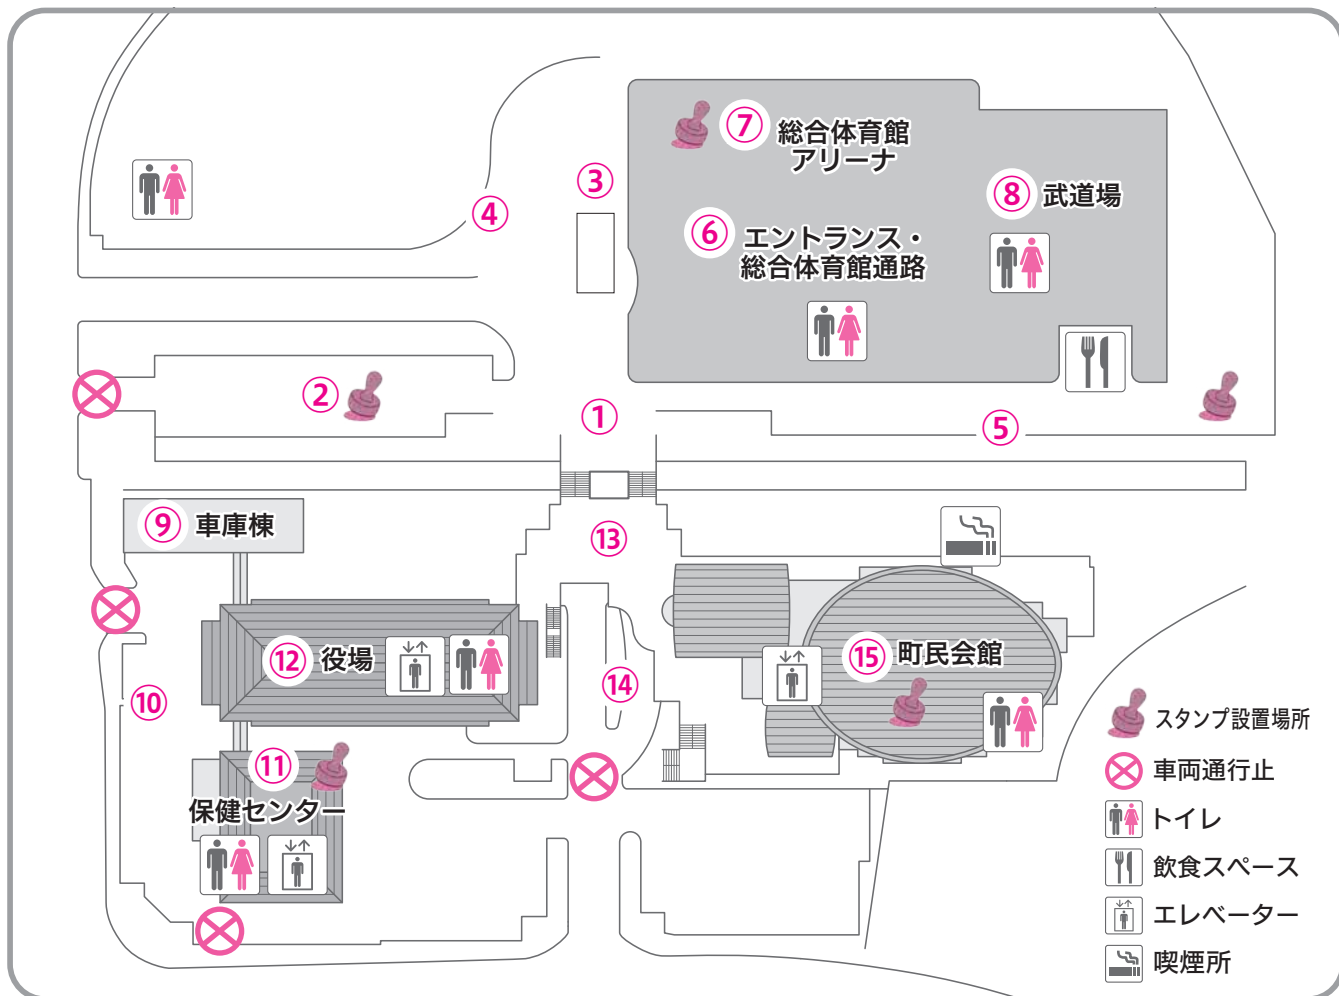 ⑦ 総合体育館
アリーナ
③
⑧ 武道場
④
⑥ エントランス・
総合体育館通路
②
①
⑤
⑨ 車庫棟
⑬
⑫ 役場
⑮ 町民会館
⑭
⑩
⑪
保健センター
スタンプ設置場所
車両通行止
トイレ
飲食スペース
エレベーター
喫煙所